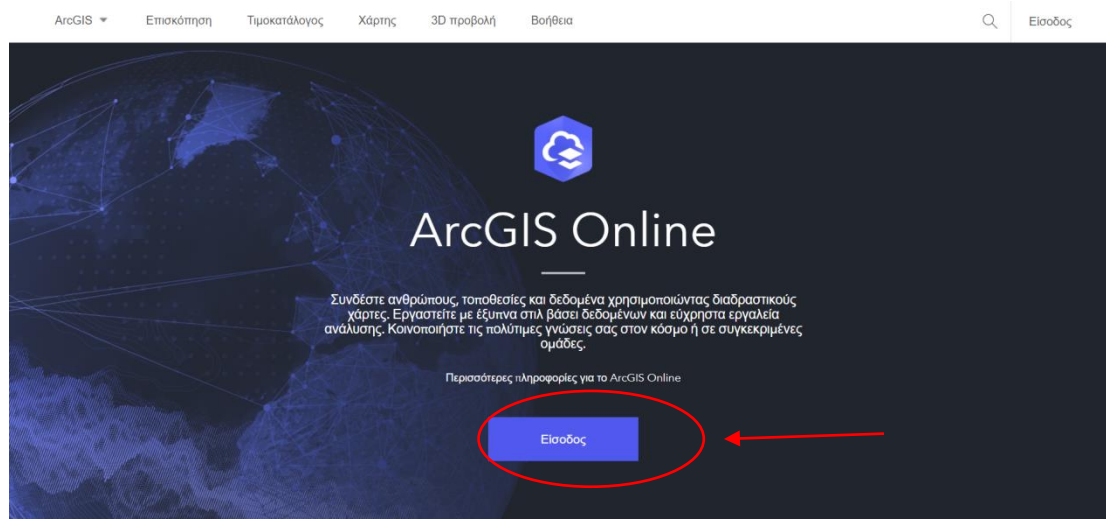 ArcGIS Επισκόπηση Τιμοκατάλογος Χάρτης 3D προβολή Βοήθεια Είσοδος
ArcGIS Online
Συνδέστε ανθρώπους, τοποθεσίες και δεδομένα χρησιμοποιώντας διαδραστικούς
χάρτες. Εργαστείτε με έξυπνα στιλ βάσει δεδομένων και εύχρηστα εργαλεία
ανάλυσης. Κοινοποιήστε τις πολύτιμες γνώσεις σας στον κόσμο ή σε συγκεκριμένες
ομάδες.
Περισσότερες πληροφορίες για το ArcGIS Online
Είσοδος